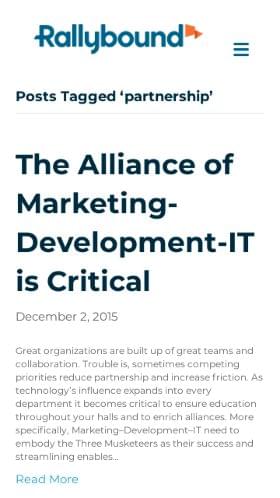 Rallybound
Posts Tagged ‘partnership’
The Alliance of
Marketing-
Development-IT
is Critical
December 2, 2015
Great organizations are built up of great teams and
collaboration. Trouble is, sometimes competing
priorities reduce partnership and increase friction. As
technology’s influence expands into every
department it becomes critical to ensure education
throughout your halls and to enrich alliances. More
specifically, Marketing–Development–IT need to
embody the Three Musketeers as their success and
streamlining enables…
Read More